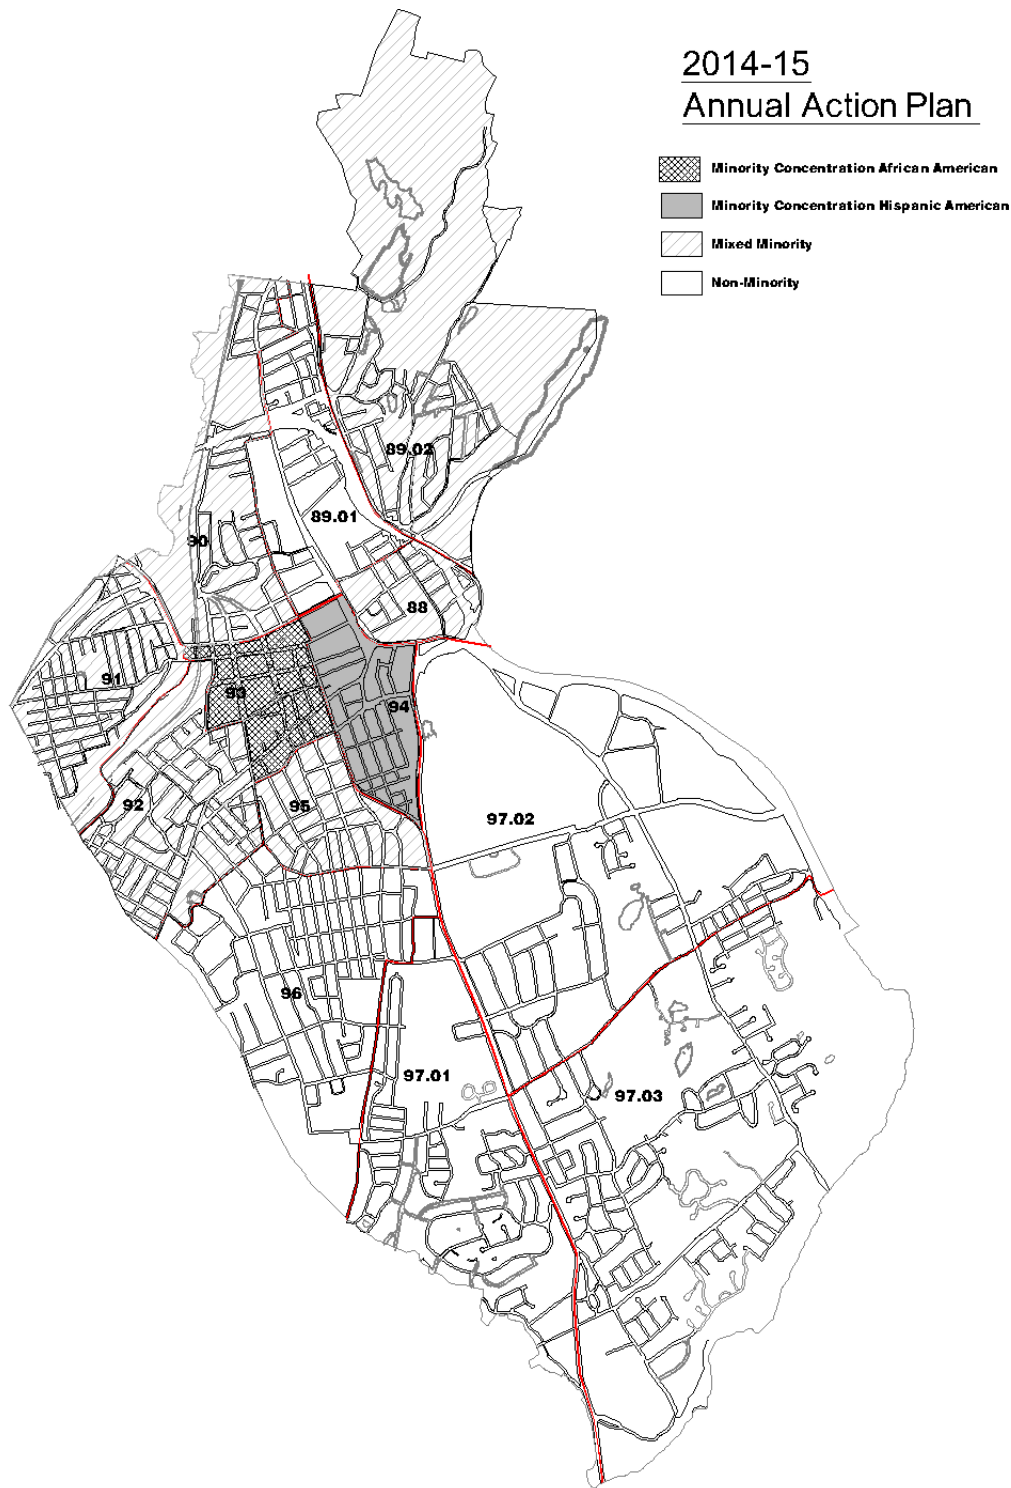 2014-15
Annual Action Plan
Minority Concentration African American
Minority Concentration Hispanic American
Mixed Minority
Non-Minority
89.02
89.01
90
88
91
93
94
92
95
97.02
96
97.01
97.03